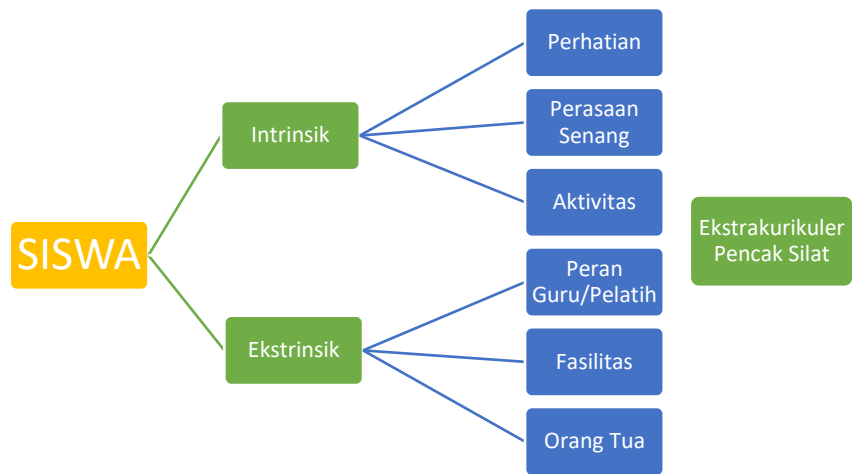 SISWA
Intrinsik
Ekstrinsik
Perhatian
Perasaan
Senang
Aktivitas
Peran
Guru/Pelatih
Fasilitas
Orang Tua
Ekstrakurikuler
Pencak Silat